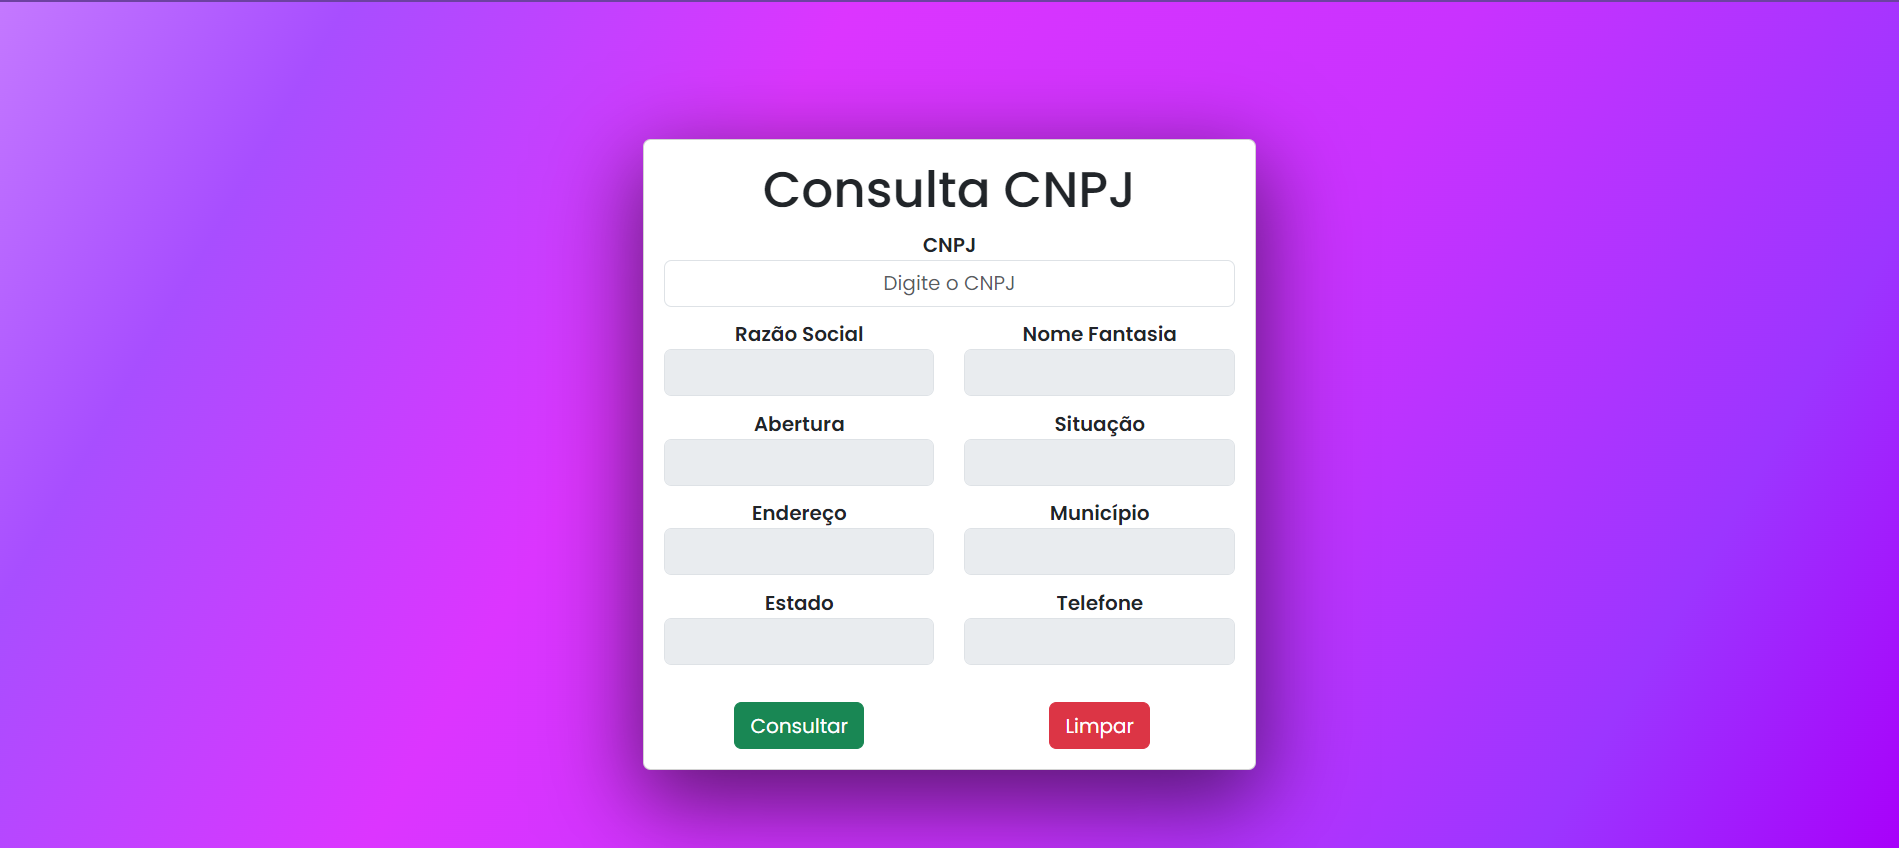 Consulta CNPJ
CNPJ
Digite o CNPJ
Razão Social
Nome Fantasia
Abertura
Situação
Endereço
Município
Estado
Telefone
Consultar
Limpar